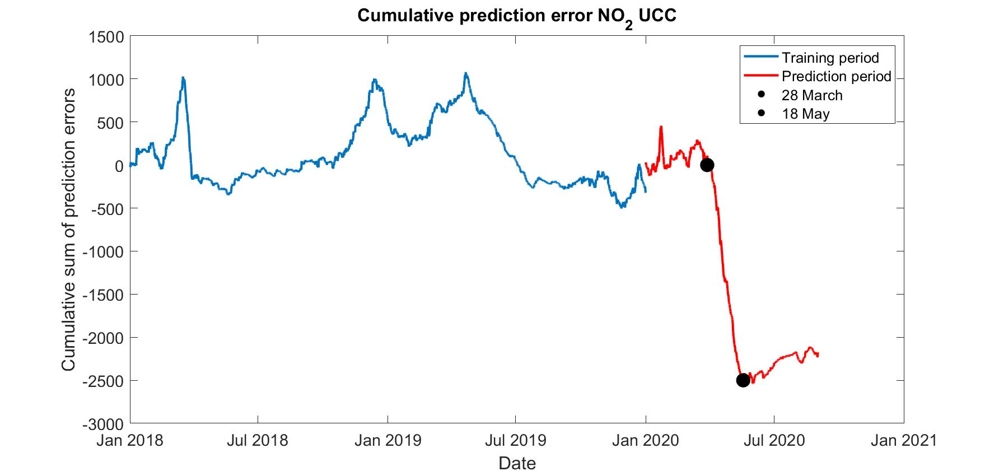 Cumulative prediction error NO2 UCC
Cumulative sum of prediction errors
1500
1000
500
0
-500
-1000
-1500
-2000
-2500
-3000
Training period
Prediction period
28 March
18 May
Jan 2018 Jul 2018 Jan 2019 Jul 2019 Jan 2020 Jul 2020 Jan 2021
Date